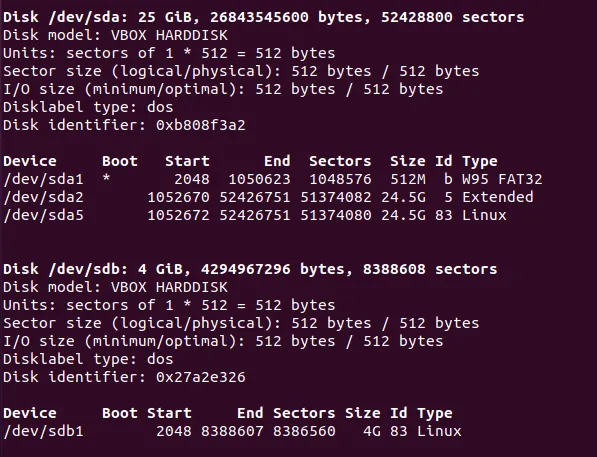 Disk /dev/sda: 25 GiB, 26843545600 bytes, 52428800 sectors
Disk model: VBOX HARDDISK
Units: sectors of 1 * 512 = 512 bytes
Sector size (logical/physical): 512 bytes / 512 bytes
I/O size (minimum/optimal): 512 bytes / 512 bytes
Disklabel type: dos
Disk identifier: 0xb808f3a2
Device     Boot   Start      End  Sectors  Size Id Type
/dev/sda1  *       2048  1050623  1048576  512M  b W95 FAT32
/dev/sda2       1052670 52426751 51374082 24.5G  5 Extended
/dev/sda5       1052672 52426751 51374080 24.5G 83 Linux
Disk /dev/sdb: 4 GiB, 4294967296 bytes, 8388608 sectors
Disk model: VBOX HARDDISK
Units: sectors of 1 * 512 = 512 bytes
Sector size (logical/physical): 512 bytes / 512 bytes
I/O size (minimum/optimal): 512 bytes / 512 bytes
Disklabel type: dos
Disk identifier: 0x27a2e326
Device     Boot Start     End Sectors Size Id Type
/dev/sdb1        2048 8388607 8386560   4G 83 Linux